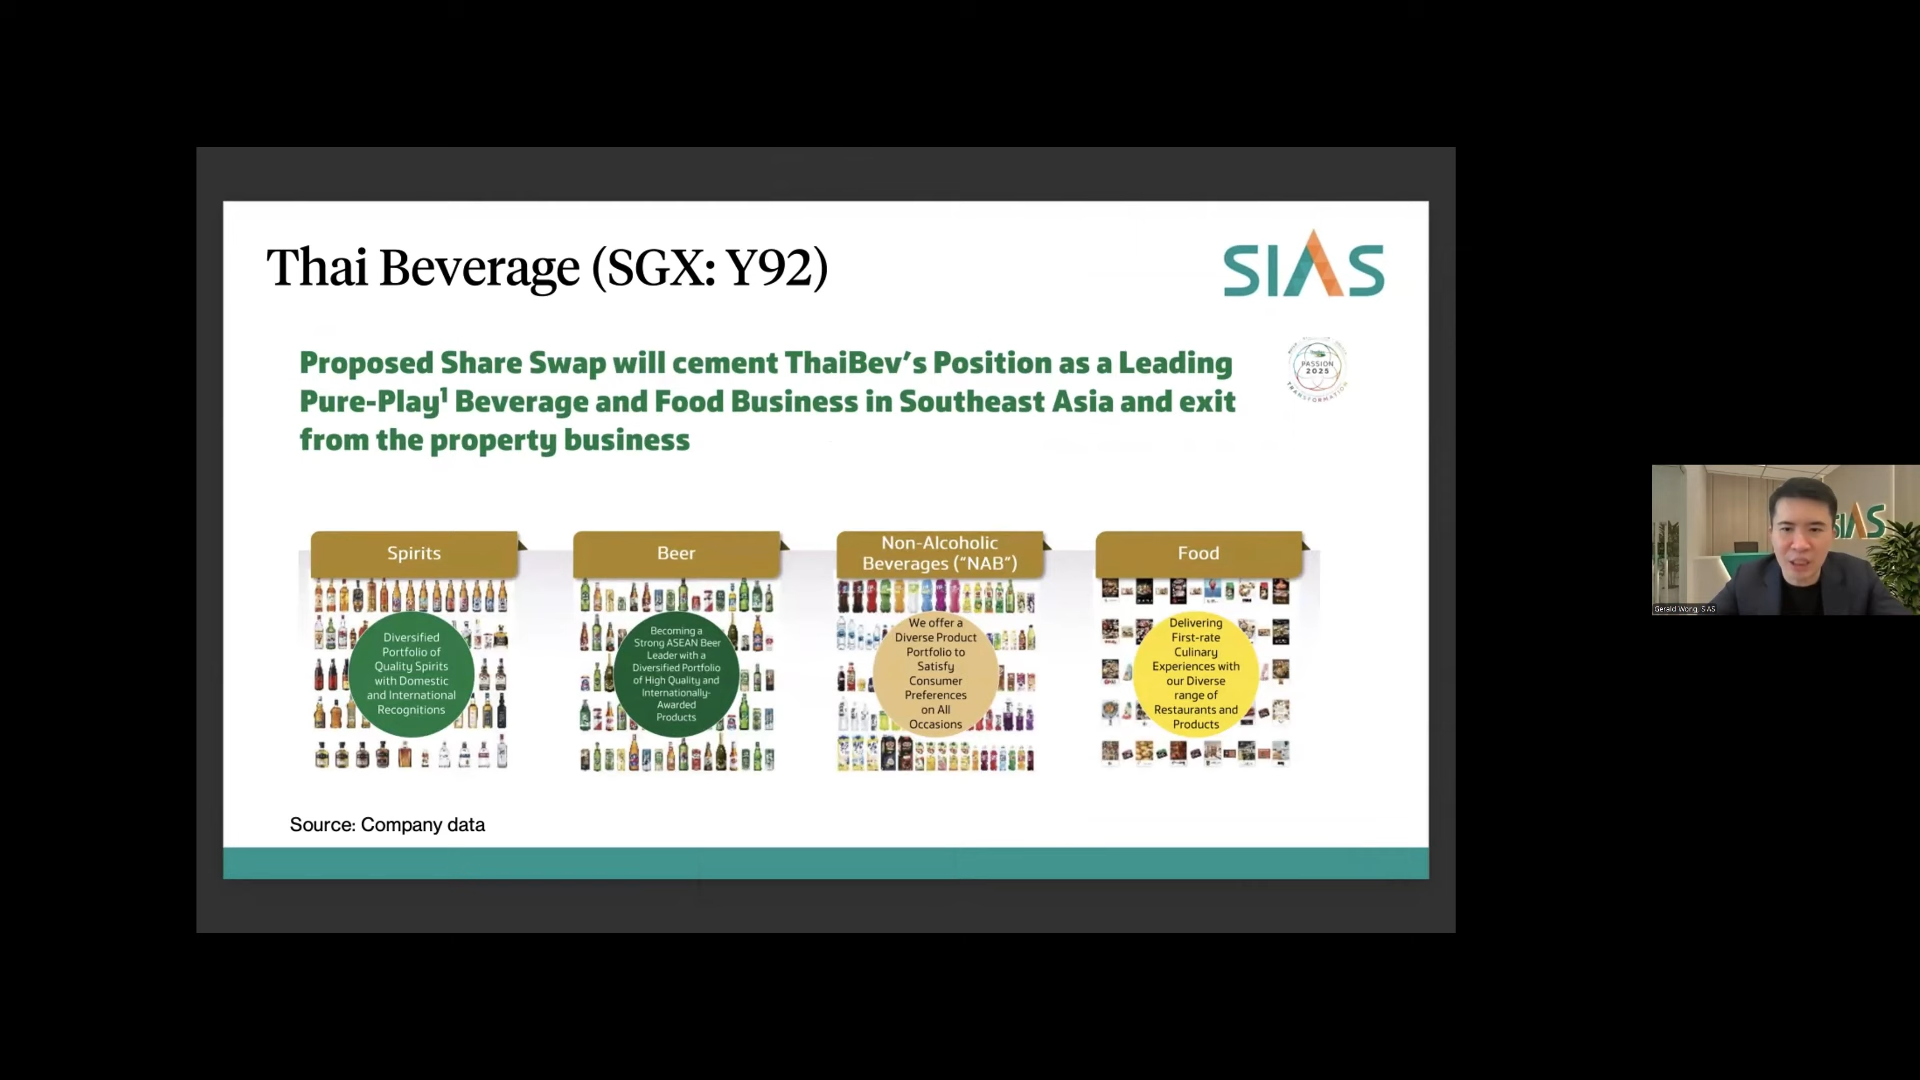 Thai Beverage (SGX: Y92)
SIAS
Proposed Share Swap will cement ThaiBev's Position as a Leading
Pure-Play¹ Beverage and Food Business in Southeast Asia and exit
from the property business
PASSION
2025
TRANSFORMATION
Spirits
Beer
Non-Alcoholic
Beverages (“NAB”)
Food
Diversified
Portfolio of
Quality Spirits
with Domestic
and International
Recognitions
Becoming a
Strong ASEAN Beer
Leader with a
Diversified Portfolio
of High Quality and
Internationally-
Awarded
Products
We offer a
Diverse Product
Portfolio to
Satisfy
Consumer
Preferences
on All
Occasions
Delivering
First-rate
Culinary
Experiences with
our Diverse
range of
Restaurants and
Products
Source: Company data
SIAS
Gerald Wong, SIAS